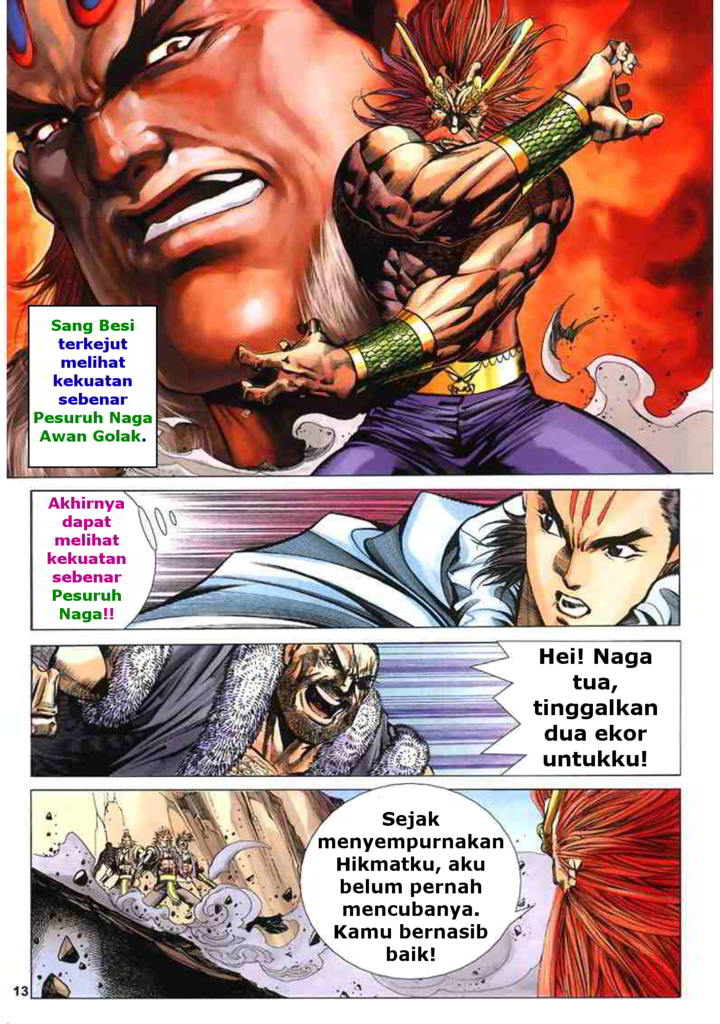 Sang Besi
terkejut
melihat
kekuatan
sebenar
Pesuruh Naga
Awan Golak.
Akhirnya
dapat
melihat
kekuatan
sebenar
Pesuruh
Naga!!
Hei! Naga
tua,
tinggalkan
dua ekor
untukku!
Sejak
menyempurnakan
Hikmatku, aku
belum pernah
mencubanya.
Kamu bernasib
baik!
13